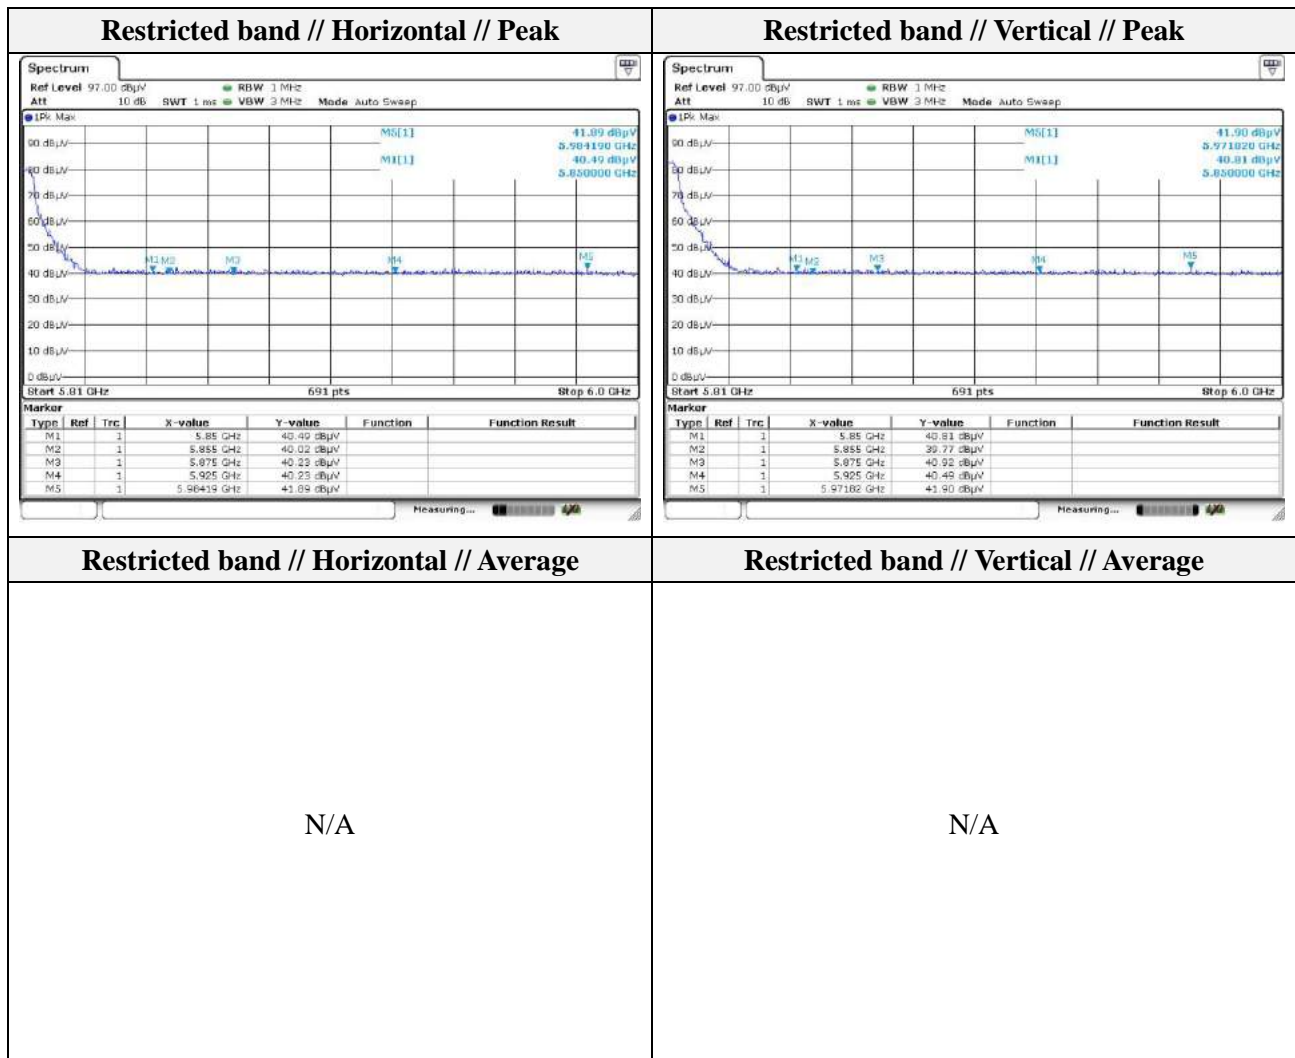 Restricted band // Horizontal // Peak
Restricted band // Vertical // Peak
Spectrum
Ref Level 97.00 dBµV RBW 1 MHz
Att 10 dB SWT 1 ms VBW 3 MHz Mode Auto Sweep
1Pk Max
M5[1] 41.89 dBµV
5.984190 GHz
M1[1] 40.49 dBµV
5.850000 GHz
90 dBµV
80 dBµV
70 dBµV
60 dBµV
50 dBµV
40 dBµV
30 dBµV
20 dBµV
10 dBµV
0 dBµV
M1 M2 M3 M4 M5
Start 5.81 GHz 691 pts Stop 6.0 GHz
Marker
Type Ref Trc X-value Y-value Function Function Result
M1 1 5.85 GHz 40.49 dBµV
M2 1 5.855 GHz 40.02 dBµV
M3 1 5.875 GHz 40.23 dBµV
M4 1 5.925 GHz 40.23 dBµV
M5 1 5.98419 GHz 41.89 dBµV
Measuring...
Spectrum
Ref Level 97.00 dBµV RBW 1 MHz
Att 10 dB SWT 1 ms VBW 3 MHz Mode Auto Sweep
1Pk Max
M5[1] 41.90 dBµV
5.971820 GHz
M1[1] 40.81 dBµV
5.850000 GHz
90 dBµV
80 dBµV
70 dBµV
60 dBµV
50 dBµV
40 dBµV
30 dBµV
20 dBµV
10 dBµV
0 dBµV
M1 M2 M3 M4 M5
Start 5.81 GHz 691 pts Stop 6.0 GHz
Marker
Type Ref Trc X-value Y-value Function Function Result
M1 1 5.85 GHz 40.81 dBµV
M2 1 5.855 GHz 39.77 dBµV
M3 1 5.875 GHz 40.92 dBµV
M4 1 5.925 GHz 40.49 dBµV
M5 1 5.97182 GHz 41.90 dBµV
Measuring...
Restricted band // Horizontal // Average
Restricted band // Vertical // Average
N/A
N/A